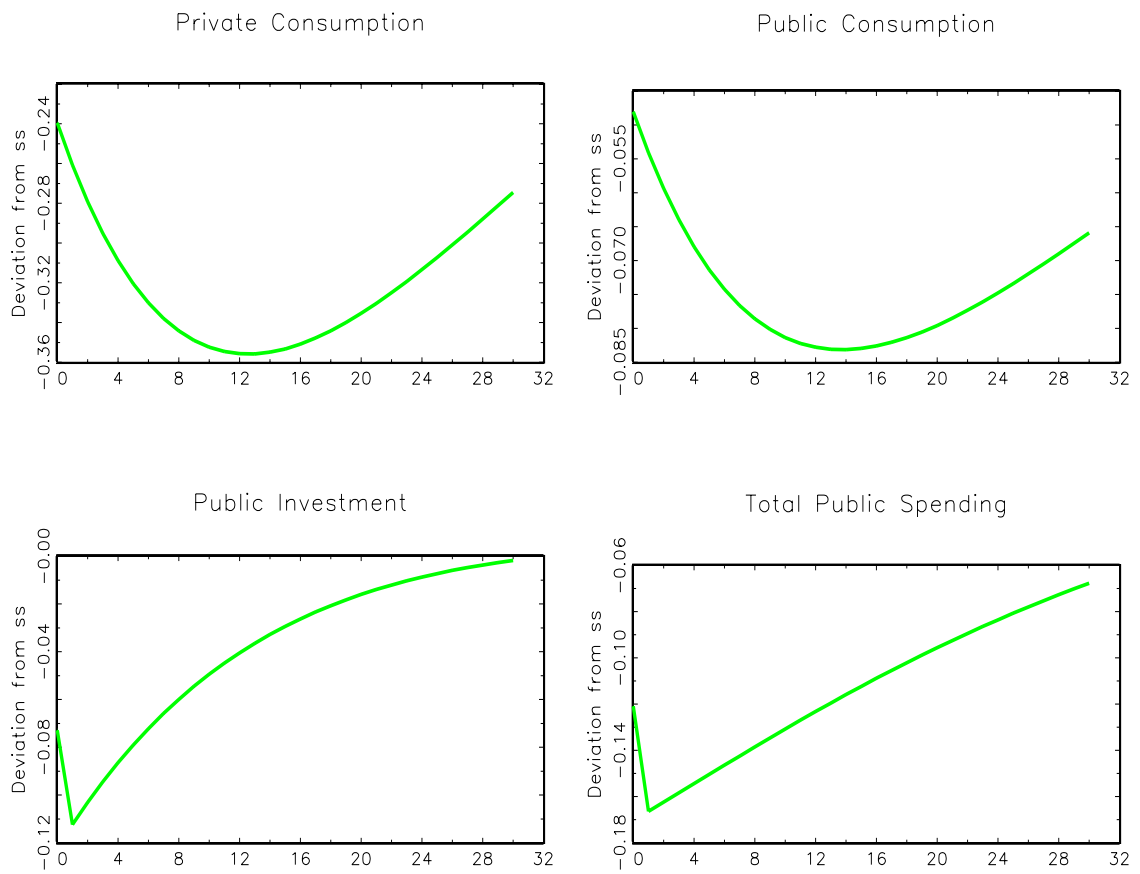 Private Consumption
Deviation from ss
-0.24
-0.28
-0.32
-0.36
0 4 8 12 16 20 24 28 32
Public Consumption
Deviation from ss
-0.055
-0.070
-0.085
0 4 8 12 16 20 24 28 32
Public Investment
Deviation from ss
-0.00
-0.04
-0.08
-0.12
0 4 8 12 16 20 24 28 32
Total Public Spending
Deviation from ss
-0.06
-0.10
-0.14
-0.18
0 4 8 12 16 20 24 28 32